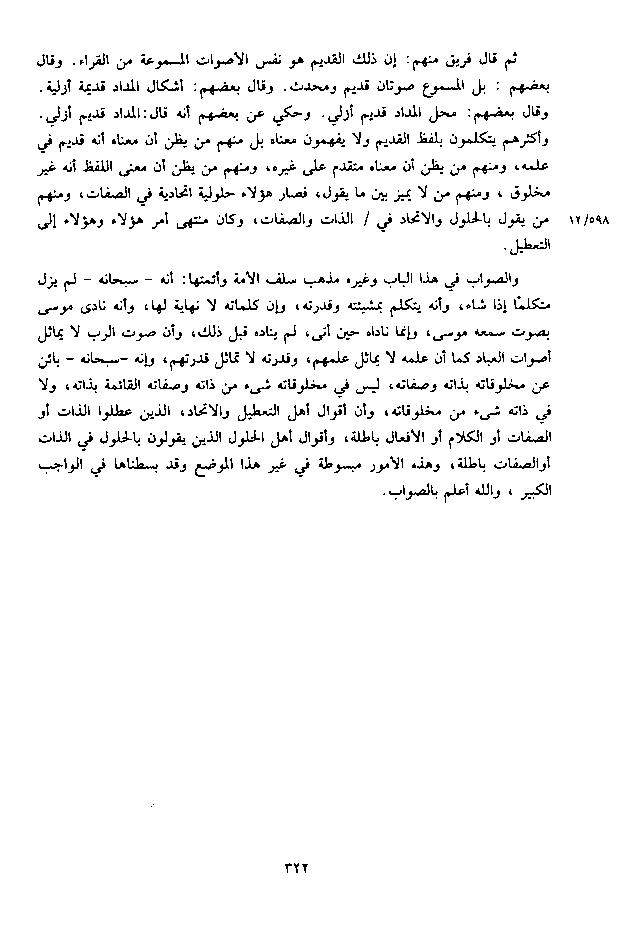 ثم قال فريق منهم: إن ذلك القديم هو نفس الأصوات المسموعة من القراء. وقال
بعضهم : بل المسموع صوتان قديم ومحدث. وقال بعضهم: أشكال المداد قديمة أزلية.
وقال بعضهم: محل المداد قديم أزلي. وحكي عن بعضهم أنه قال:المداد قديم أزلي.
وأكثرهم يتكلمون بلفظ القديم ولا يفهمون معناه بل منهم من يظن أن معناه أنه قديم في
علمه، ومنهم من يظن أن معناه متقدم على غيره، ومنهم من يظن أن معنى اللفظ أنه غير
مخلوق ، ومنهم من لا يميز بين ما يقول، فصار هؤلاء حلولية اتحادية في الصفات، ومنهم
من يقول بالحلول والاتحاد في / الذات والصفات، وكان منتهى أمر هؤلاء وهؤلاء إلى ١٢/٥٩٨
التعطيل.
والصواب في هذا الباب وغيره مذهب سلف الأمة وأئمتها: أنه - سبحانه - لم يزل
متكلمًا إذا شاء، وأنه يتكلم بمشيئته وقدرته، وإن كلماته لا نهاية لها، وأنه نادى موسى
بصوت سمعه موسى، وإنما ناداه حين أتى، لم يناده قبل ذلك، وأن صوت الرب لا يماثل
أصوات العباد كما أن علمه لا يماثل علمهم، وقدرته لا تماثل قدرتهم، وإنه -سبحانه - بائن
عن مخلوقاته بذاته وصفاته، ليس في مخلوقاته شىء من ذاته وصفاته القائمة بذاته، ولا
في ذاته شىء من مخلوقاته، وأن أقوال أهل التعطيل والاتحاد، الذين عطلوا الذات أو
الصفات أو الكلام أو الأفعال باطلة، وأقوال أهل الحلول الذين يقولون بالحلول في الذات
أوالصفات باطلة، وهذه الأمور مبسوطة في غير هذا الموضع وقد بسطناها في الواجب
الكبير ، والله أعلم بالصواب.
٣٢٢